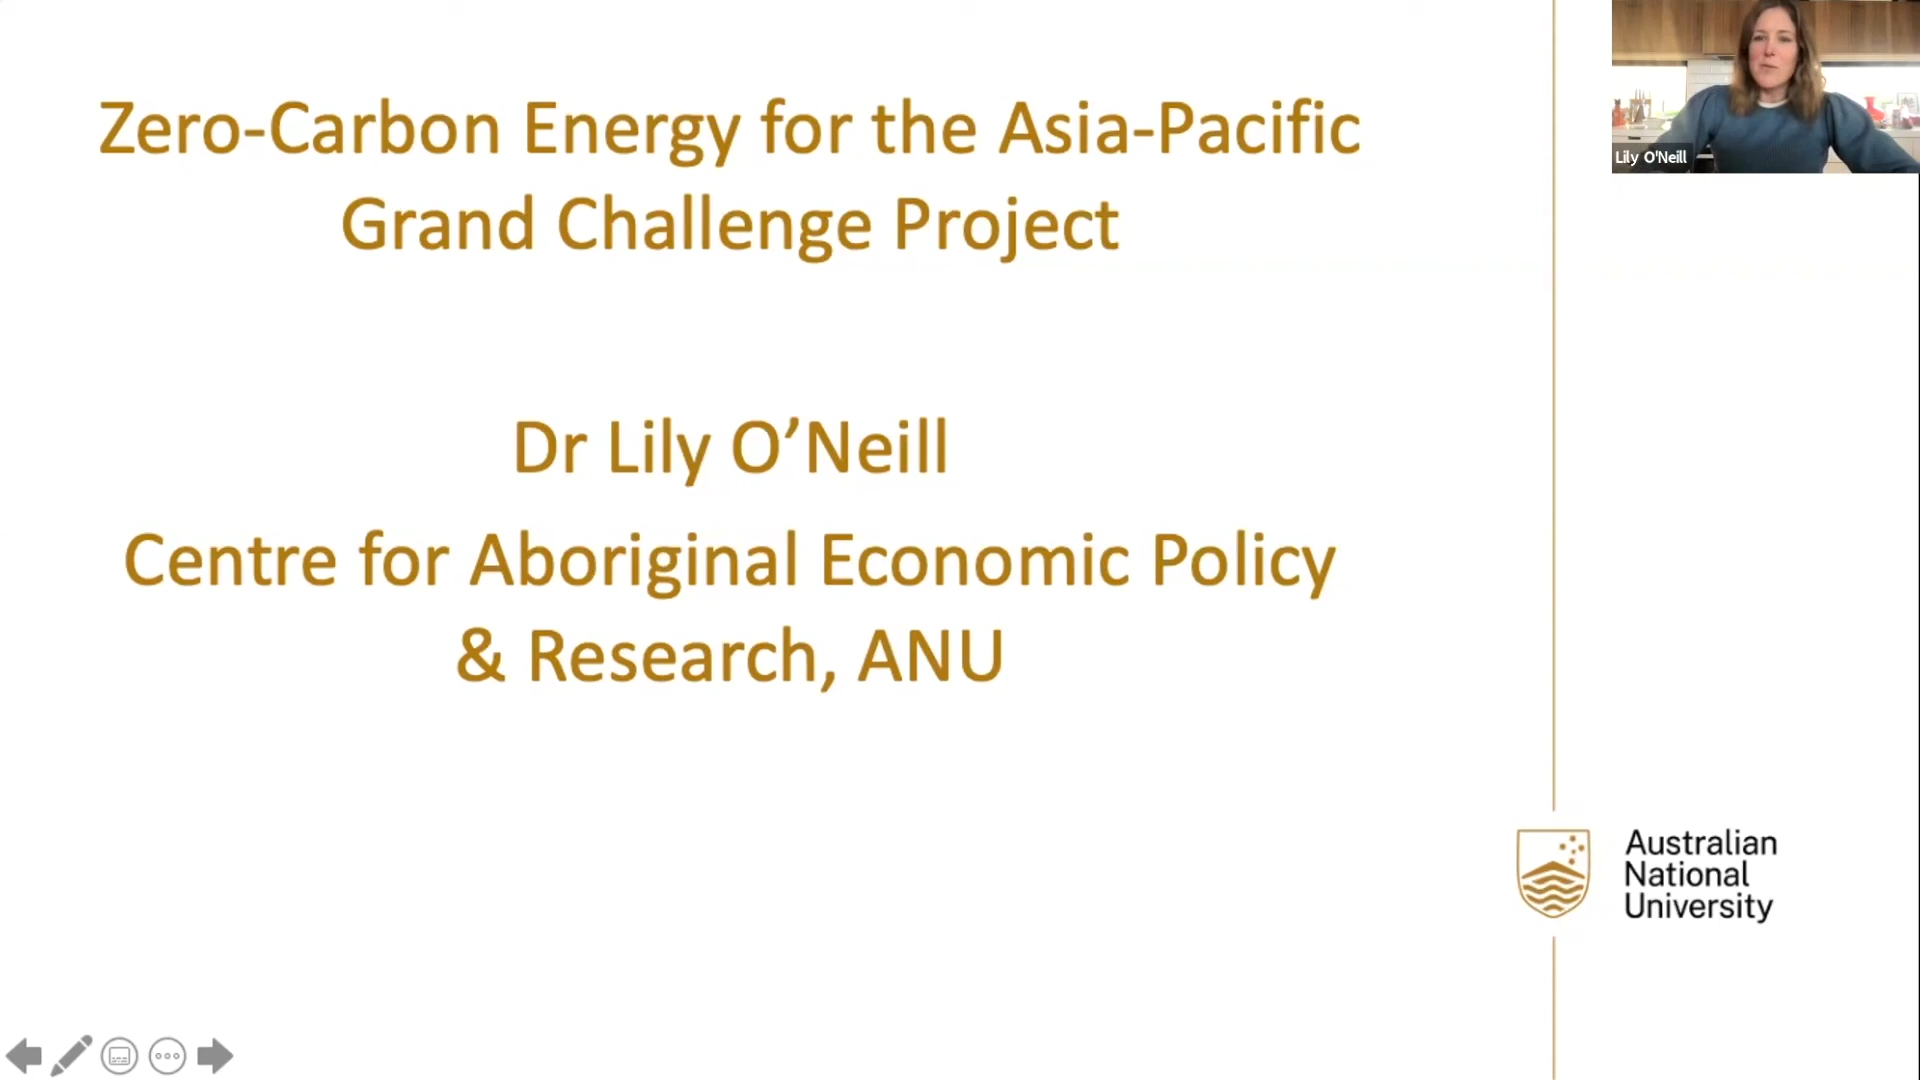 Zero-Carbon Energy for the Asia-Pacific
Grand Challenge Project
Dr Lily O’Neill
Centre for Aboriginal Economic Policy
& Research, ANU
Lily O'Neill
Australian
National
University